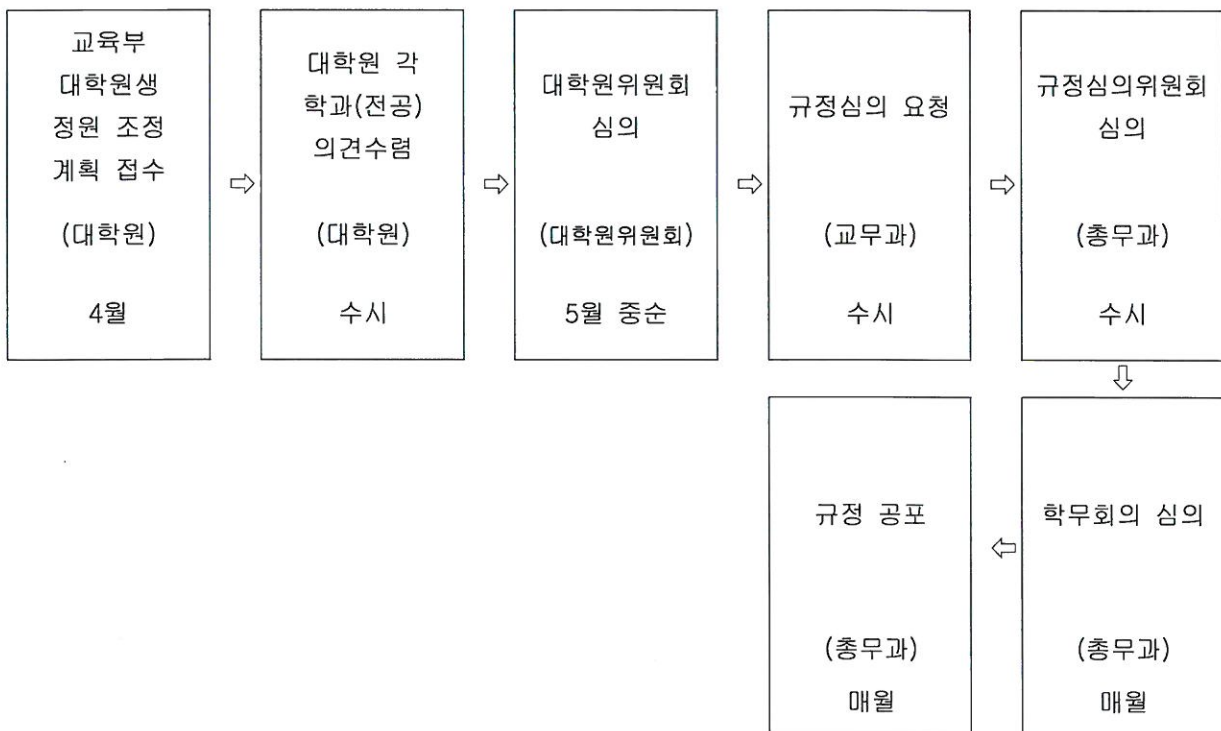 교육부
대학원생
정원 조정
계획 접수
(대학원)
4월
대학원 각
학과(전공)
의견수렴
(대학원)
수시
대학원위원회
심의
(대학원위원회)
5월 중순
규정심의 요청
(교무과)
수시
규정심의위원회
심의
(총무과)
수시
학무회의 심의
(총무과)
매월
규정 공포
(총무과)
매월